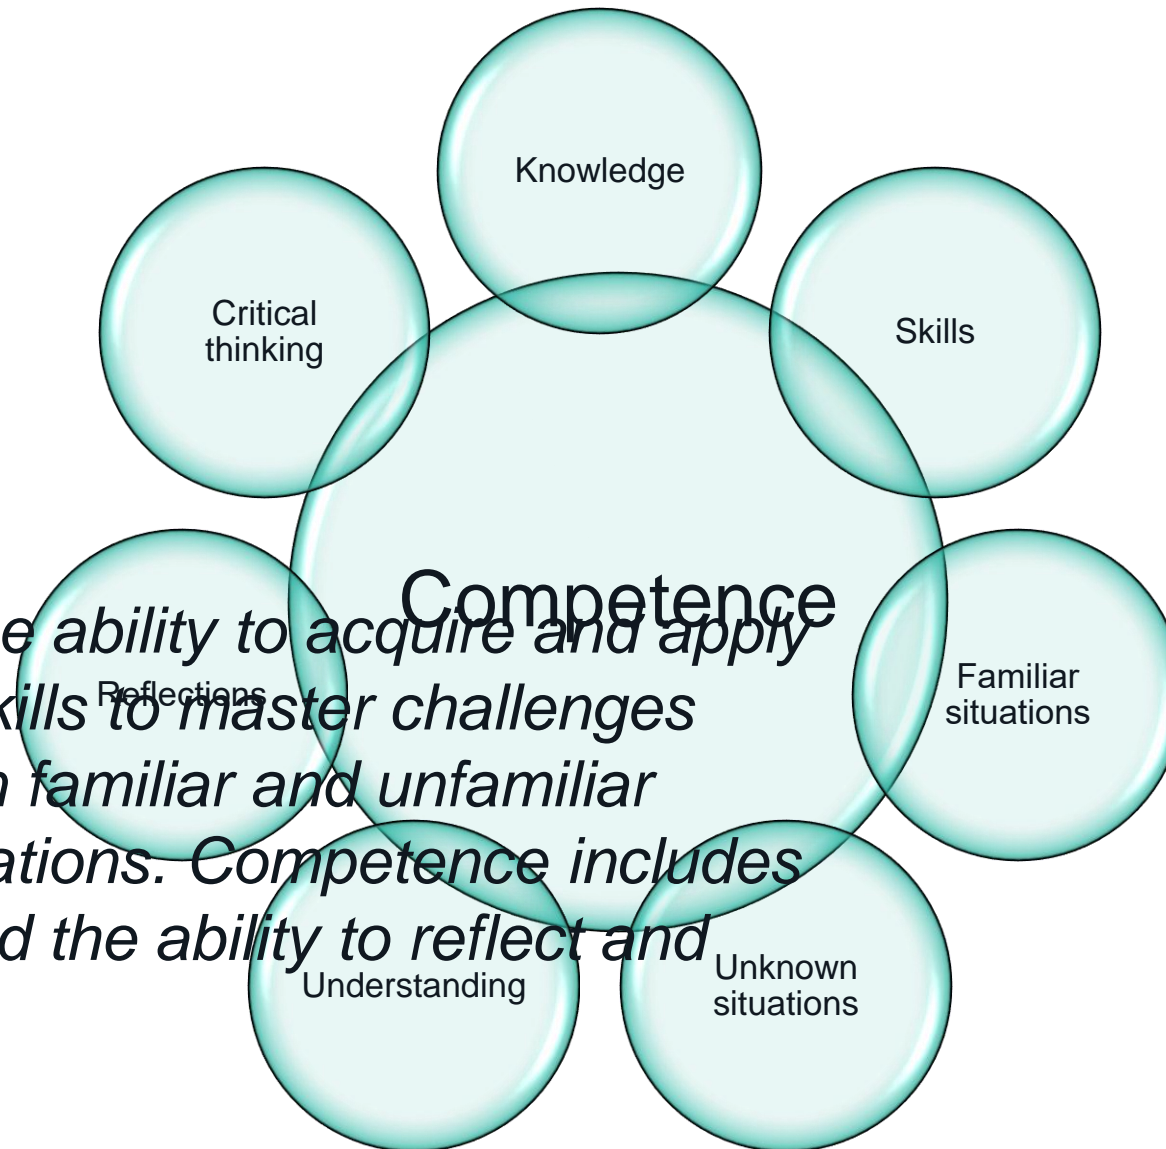 Knowledge
Critical
thinking
Skills
Competence
e ability to acquire and apply
Reflections
kills to master challenges
Familiar
situations
n familiar and unfamiliar
ations. Competence includes
d the ability to reflect and
Understanding
Unknown
situations